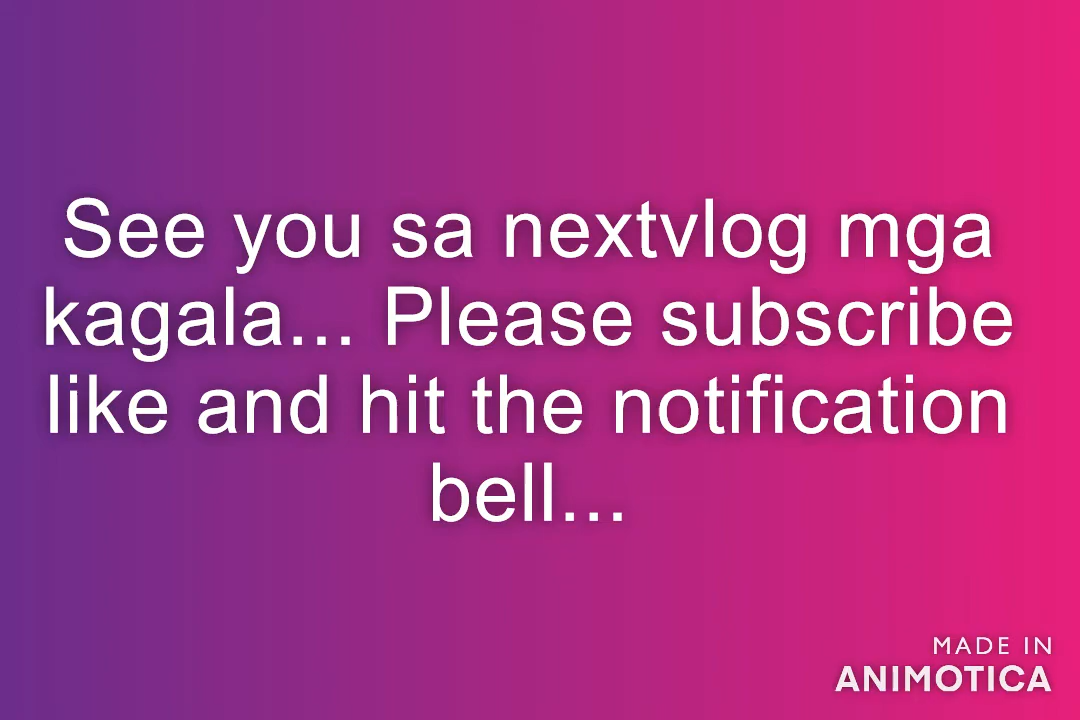 See you sa nextvlog mga
kagala... Please subscribe
like and hit the notification
bell...
MADE IN
ANIMOTICA